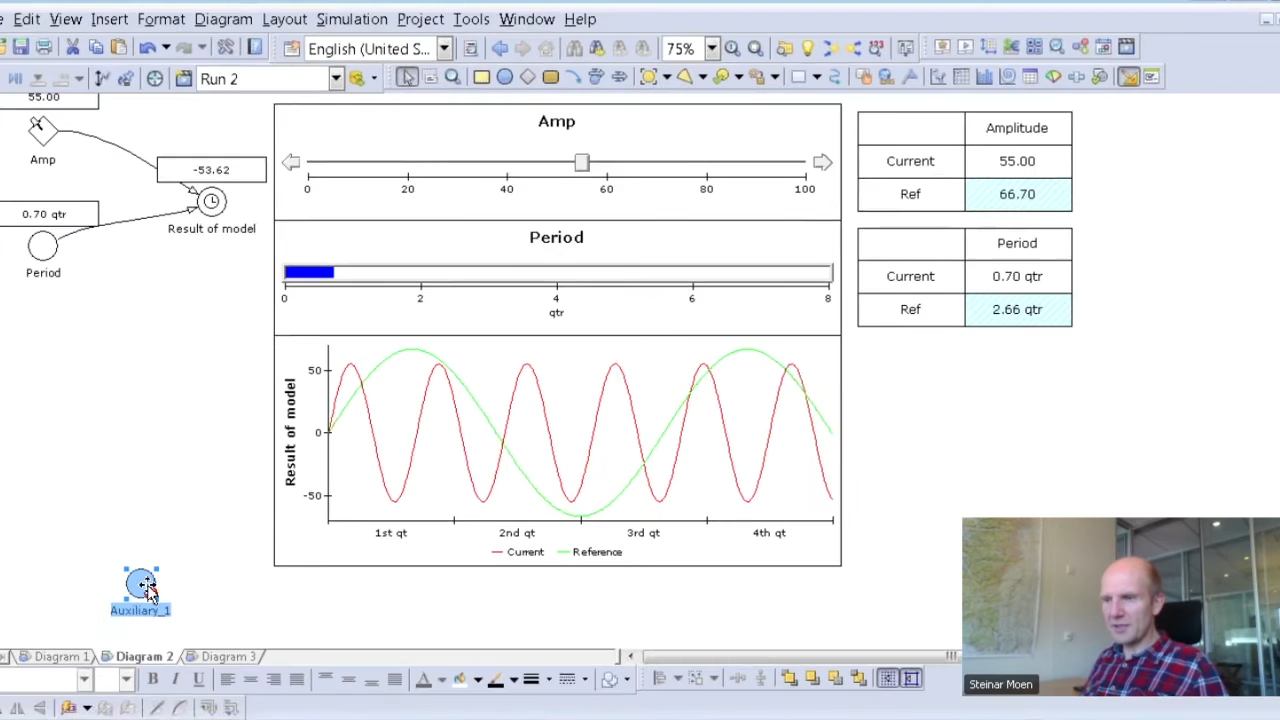 Edit View Insert Format Diagram Layout Simulation Project Tools Window Help
English (United S... 75%
Run 2
55.00
Amp
-53.62
0.70 qtr
Result of model
Period
Amp
0 20 40 60 80 100
Period
0 2 4 6 8
qtr
Result of model
50
0
-50
1st qt 2nd qt 3rd qt 4th qt
Current Reference
Amplitude
Current 55.00
Ref 66.70
Period
Current 0.70 qtr
Ref 2.66 qtr
Auxiliary_1
Diagram 1 Diagram 2 Diagram 3
B I U
Steinar Moen